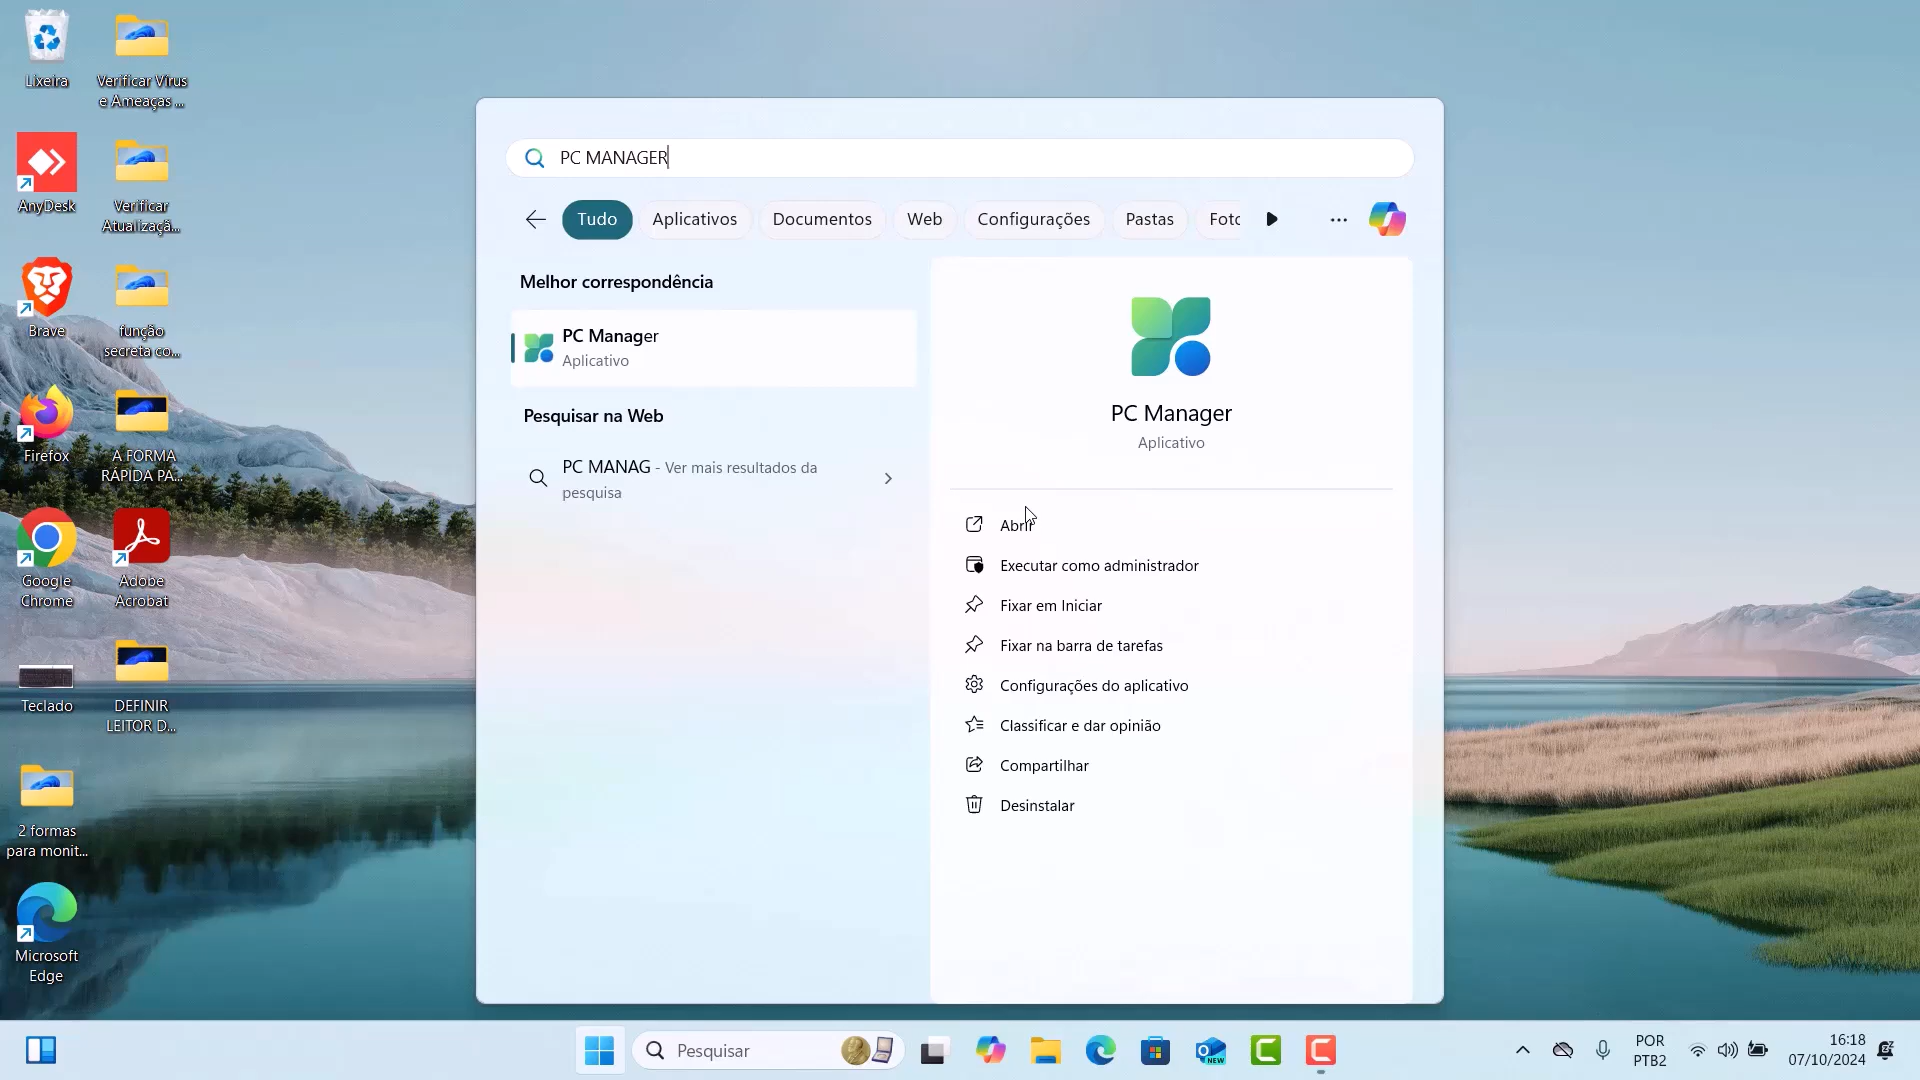 Lixeira
Verificar Vírus
e Ameaças ...
AnyDesk
Verificar
Atualizaçã...
Brave
função
secreta co...
Firefox
A FORMA
RÁPIDA PA...
Google
Chrome
Adobe
Acrobat
Teclado
DEFINIR
LEITOR D...
2 formas
para monit...
Microsoft
Edge
PC MANAGER
Tudo
Aplicativos
Documentos
Web
Configurações
Pastas
Foto
Melhor correspondência
PC Manager
Aplicativo
Pesquisar na Web
PC MANAG - Ver mais resultados da
pesquisa
PC Manager
Aplicativo
Abrir
Executar como administrador
Fixar em Iniciar
Fixar na barra de tarefas
Configurações do aplicativo
Classificar e dar opinião
Compartilhar
Desinstalar
Pesquisar
NEW
POR
PTB2
16:18
07/10/2024